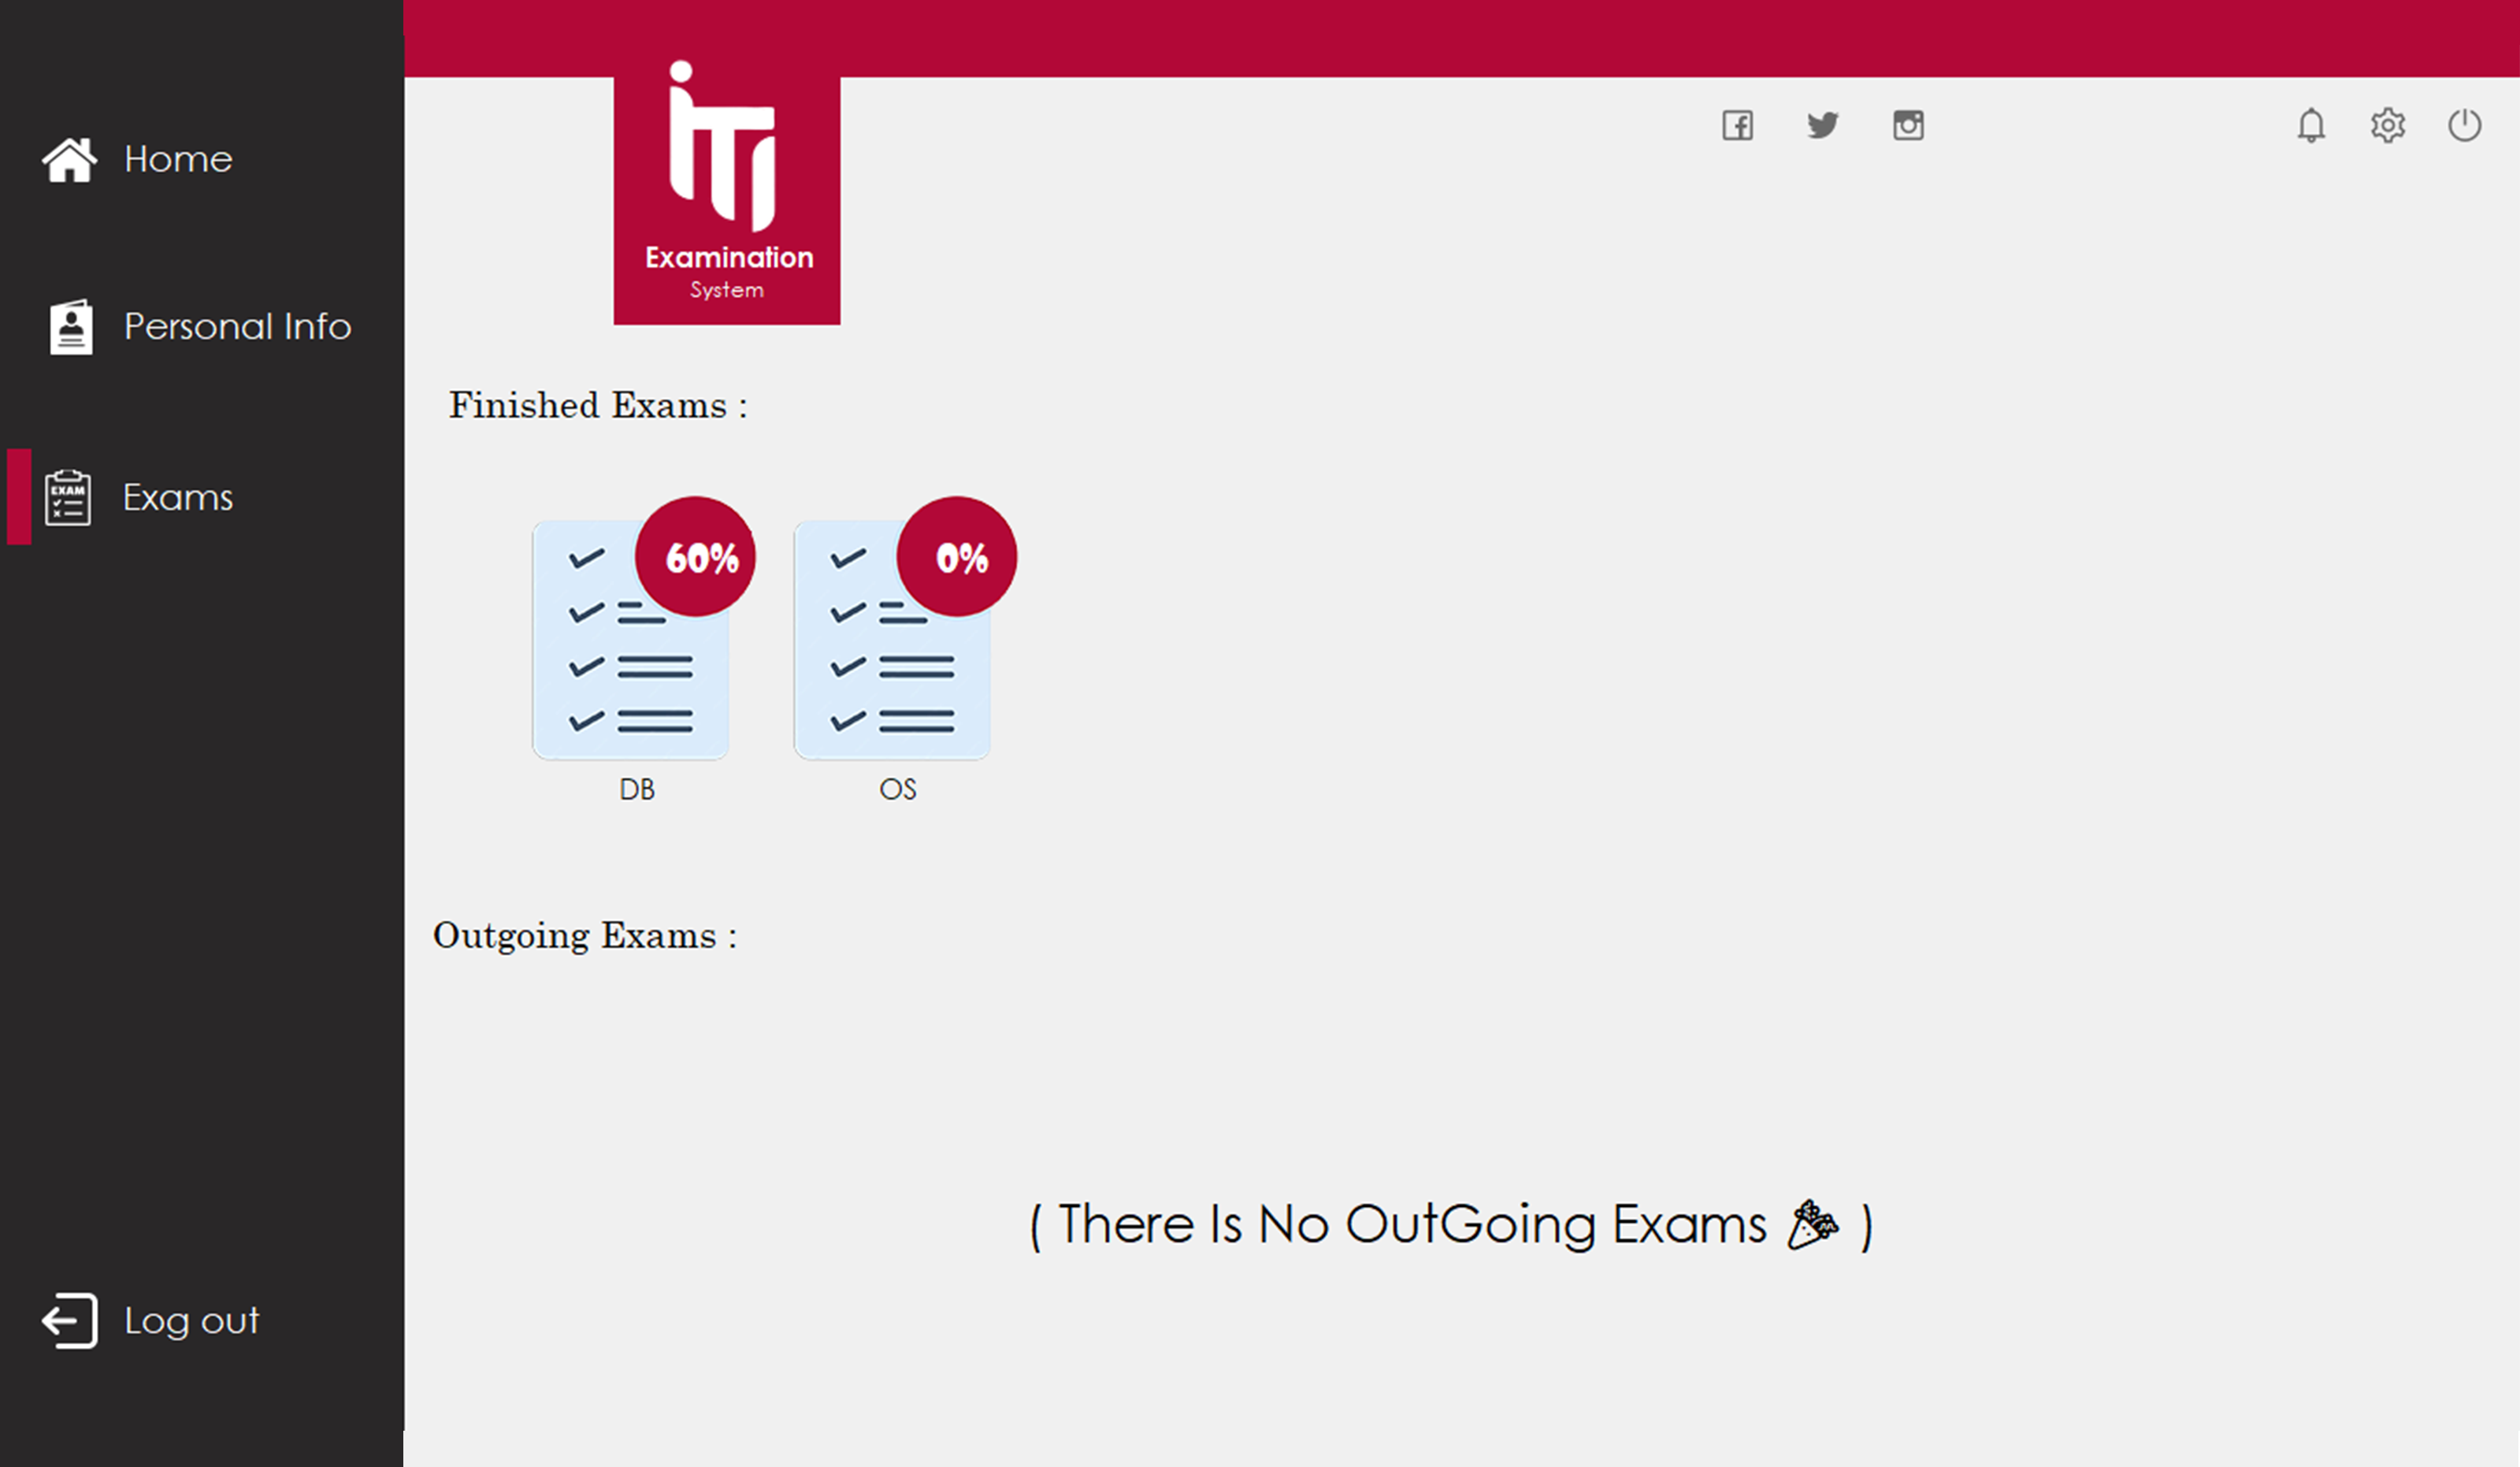 Home
Personal Info
EXAM
Exams
Log out
iTi
Examination
System
Finished Exams :
60%
0%
DB
OS
Outgoing Exams :
( There Is No OutGoing Exams 🎉 )